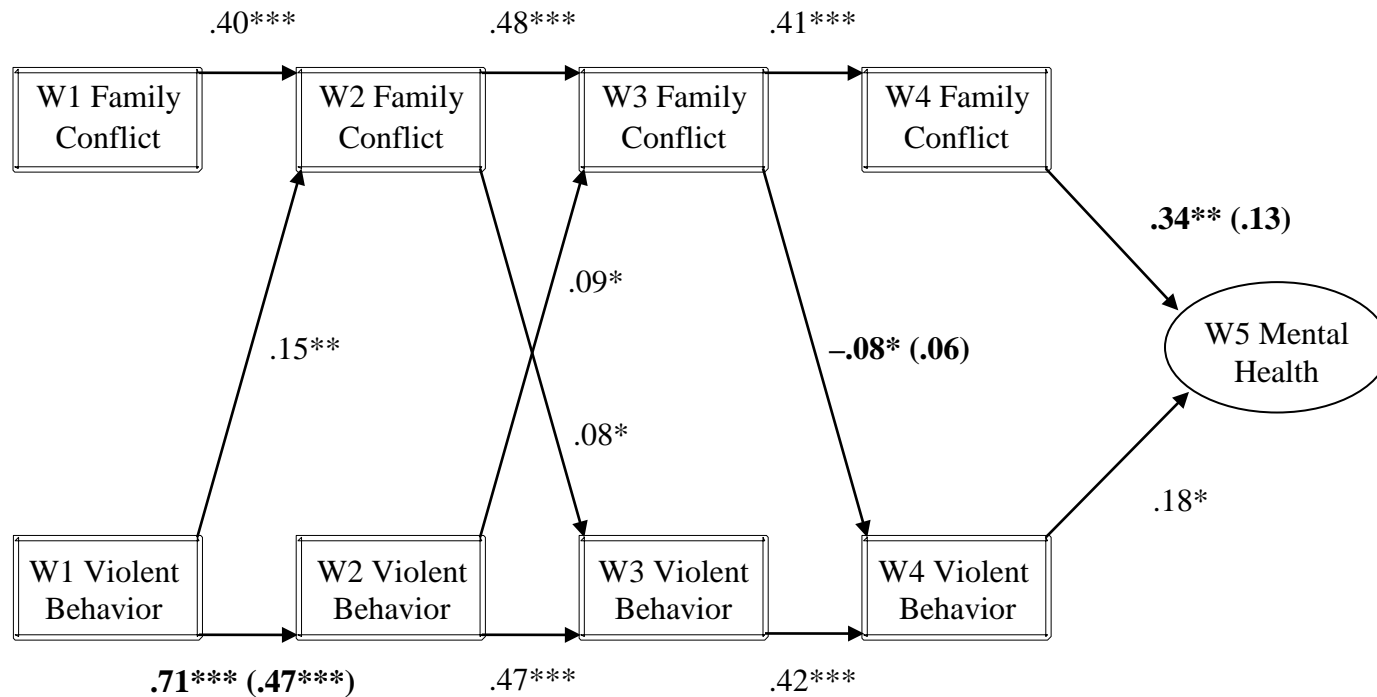 .40*** .48*** .41***
W1 Family W2 Family W3 Family W4 Family
Conflict Conflict Conflict Conflict
.34** (.13)
.09*
.15** –.08* (.06) W5 Mental
Health
.08*
.18*
W1 Violent W2 Violent W3 Violent W4 Violent
Behavior Behavior Behavior Behavior
.71*** (.47***) .47*** .42***